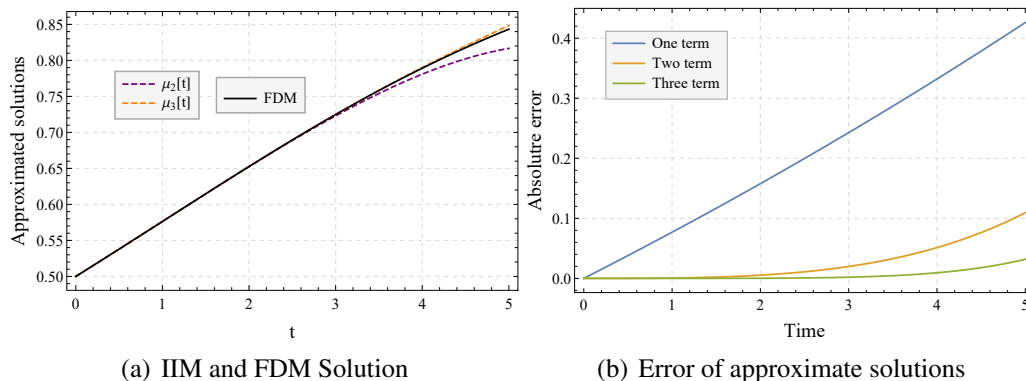 Approximated solutions
0.85
0.80
0.75
0.70
0.65
0.60
0.55
0.50
μ₂[t]
μ₃[t]
FDM
0 1 2 3 4 5
t
(a) IIM and FDM Solution
Absolutre error
0.4
0.3
0.2
0.1
0.0
One term
Two term
Three term
0 1 2 3 4 5
Time
(b) Error of approximate solutions